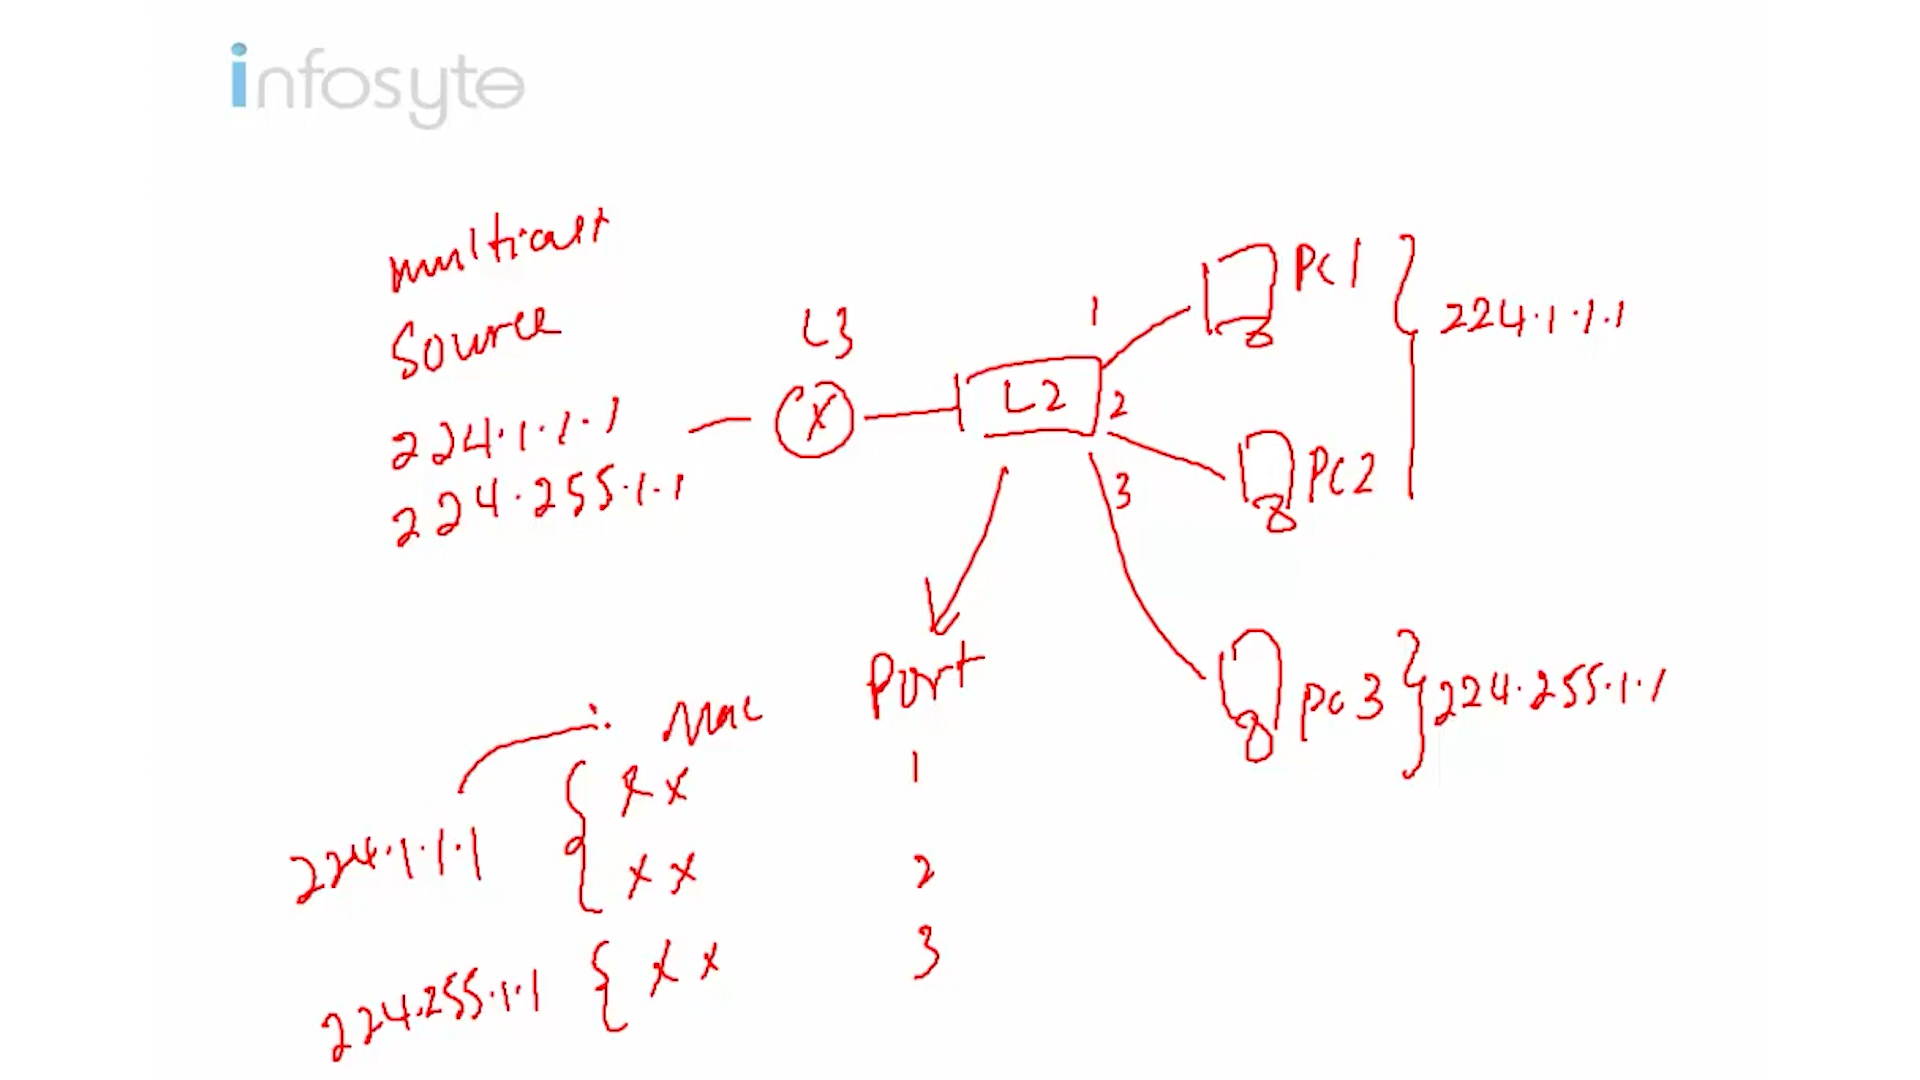 infosyte
multicast
Source
224.1.1.1
224.255.1.1
L3
X
L2
1
2
3
PC1
224.1.1.1
PC2
PC3
224.255.1.1
Mac Port
224.1.1.1
xx 1
xx 2
224.255.1.1 xx 3